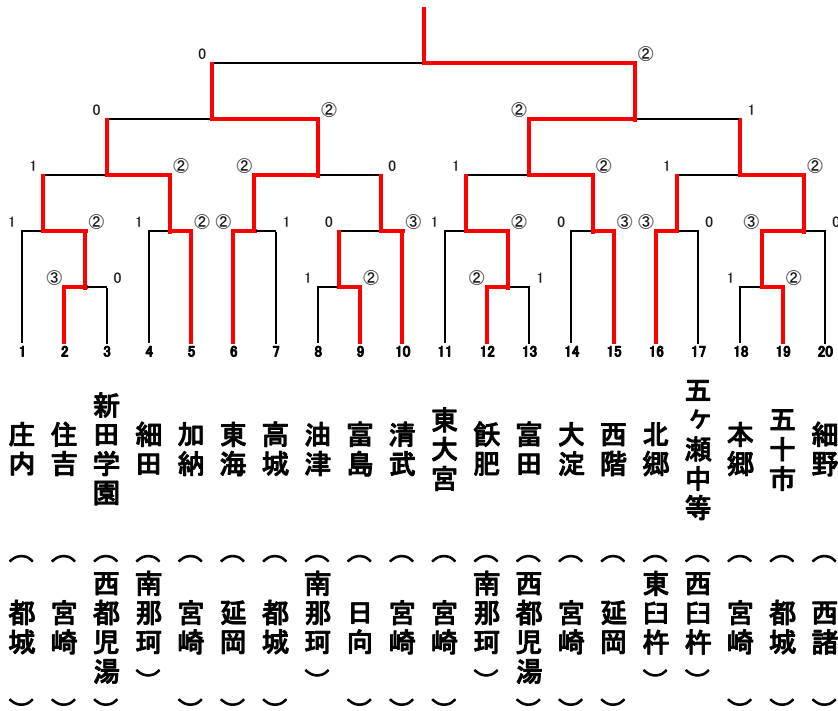 0 ②
0 ② ② 1
1 ② ② 0 1 ② 1 ②
1 ② 1 ② ② 1 0 ③ 1 ② 0 ③ ③ 0 ③ 0
③ 0 1 ② ② 1 1 ②
1 2 3 4 5 6 7 8 9 10 11 12 13 14 15 16 17 18 19 20
庄内
住吉
新田学園
細田
加納
東海
高城
油津
富島
清武
東大宮
飫肥
富田
大淀
西階
北郷
五ヶ瀬中等
本郷
五十市
細野
（都城）
（宮崎）
（西都児湯）
（南那珂）
（宮崎）
（延岡）
（都城）
（南那珂）
（日向）
（宮崎）
（宮崎）
（南那珂）
（西都児湯）
（宮崎）
（延岡）
（東臼杵）
（西臼杵）
（宮崎）
（都城）
（西諸）